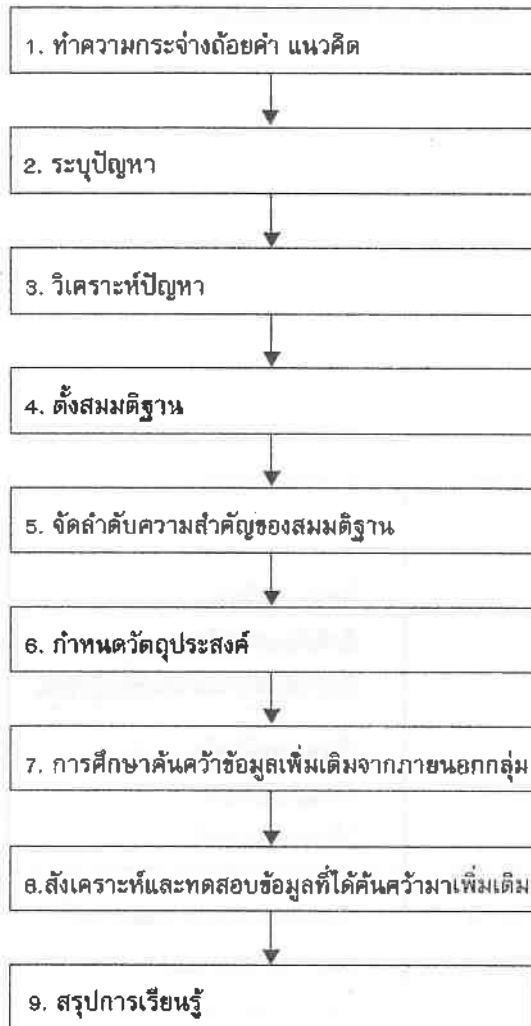 1. ทำความกระจ่างถ้อยคำ แนวคิด
2. ระบุปัญหา
3. วิเคราะห์ปัญหา
4. ตั้งสมมติฐาน
5. จัดลำดับความสำคัญของสมมติฐาน
6. กำหนดวัตถุประสงค์
7. การศึกษาค้นคว้าข้อมูลเพิ่มเติมจากภายนอกกลุ่ม
8.สังเคราะห์และทดสอบข้อมูลที่ได้ค้นคว้ามาเพิ่มเติม
9. สรุปการเรียนรู้